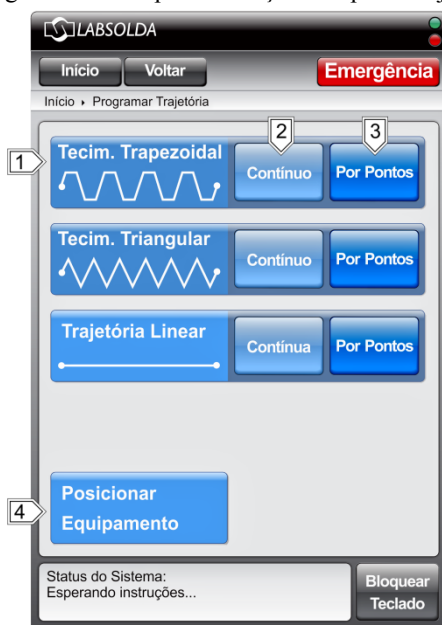 LABSOLDA
Início Voltar Emergência
Início ▸ Programar Trajetória
2 3
1 Tecim. Trapezoidal Contínuo Por Pontos
Tecim. Triangular Contínuo Por Pontos
Trajetória Linear Contínua Por Pontos
Posicionar
4
Equipamento
Status do Sistema:
Esperando instruções...
Bloquear
Teclado